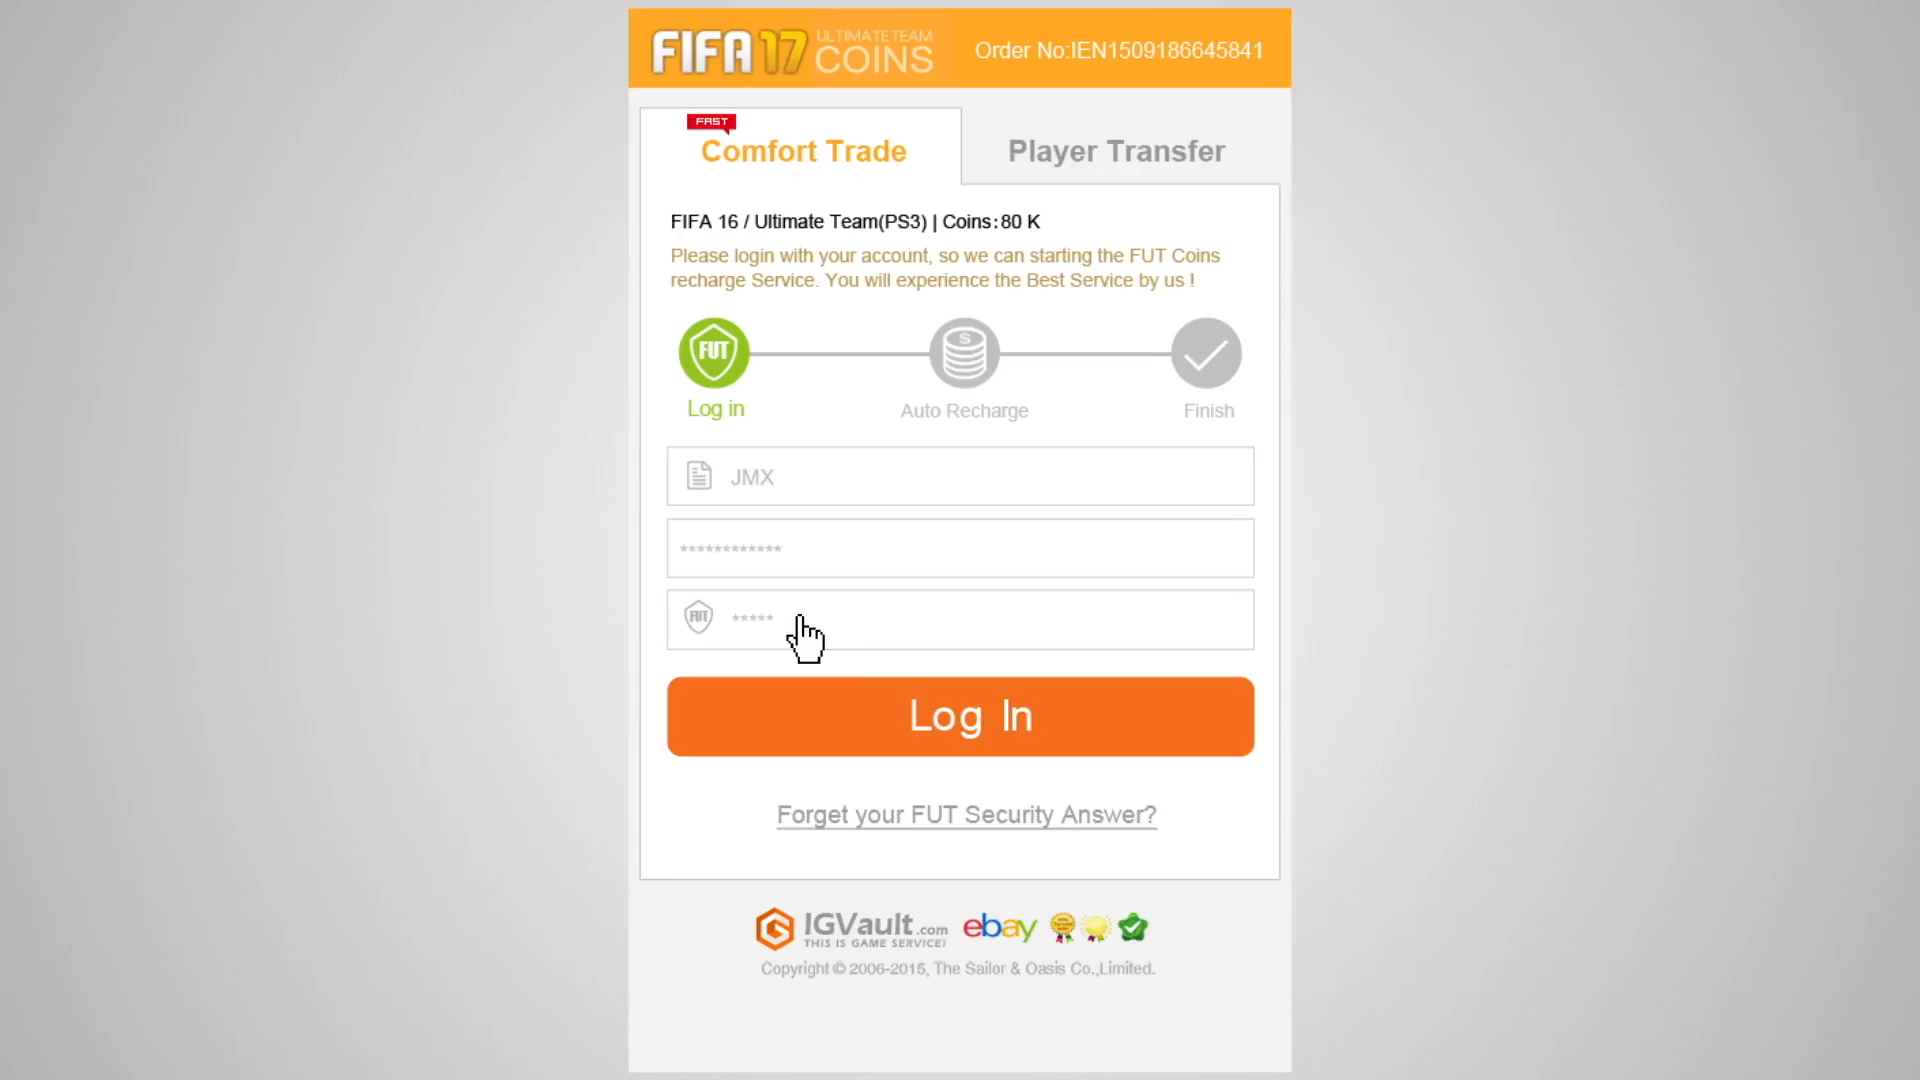 FIFA 17 ULTIMATE TEAM COINS
Order No:IEN1509186645841
FAST
Comfort Trade
Player Transfer
FIFA 16 / Ultimate Team(PS3) | Coins:80 K
Please login with your account, so we can starting the FUT Coins
recharge Service. You will experience the Best Service by us !
FUT
S
Log in
Auto Recharge
Finish
JMX
************
FUT
*****
Log In
Forget your FUT Security Answer?
IGVault.com
THIS IS GAME SERVICE!
ebay
Copyright © 2006-2015, The Sailor & Oasis Co.,Limited.